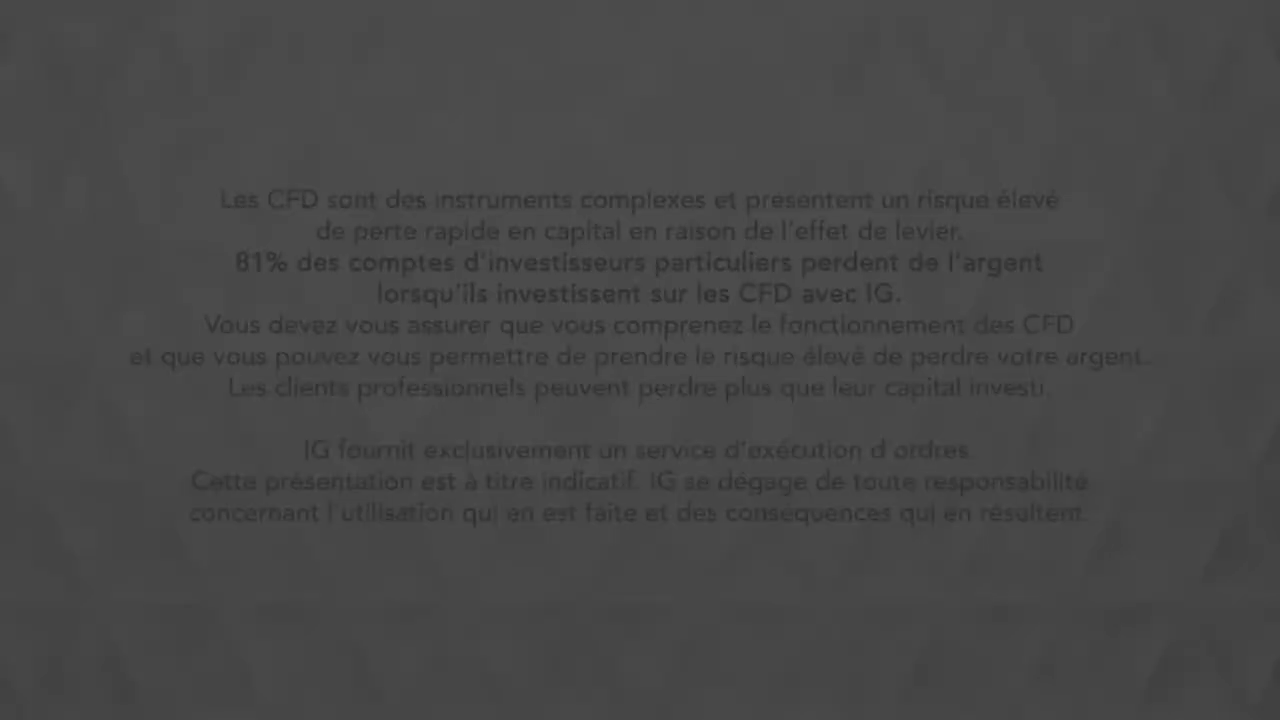 Les CFD sont des instruments complexes et présentent un risque élevé
de perte rapide en capital en raison de l'effet de levier.
81% des comptes d'investisseurs particuliers perdent de l'argent
lorsqu'ils investissent sur les CFD avec IG.
Vous devez vous assurer que vous comprenez le fonctionnement des CFD
et que vous pouvez vous permettre de prendre le risque élevé de perdre votre argent.
Les clients professionnels peuvent perdre plus que leur capital investi.
IG fournit exclusivement un service d'exécution d'ordres.
Cette présentation est à titre indicatif. IG se dégage de toute responsabilité
concernant l'utilisation qui en est faite et des conséquences qui en résultent.